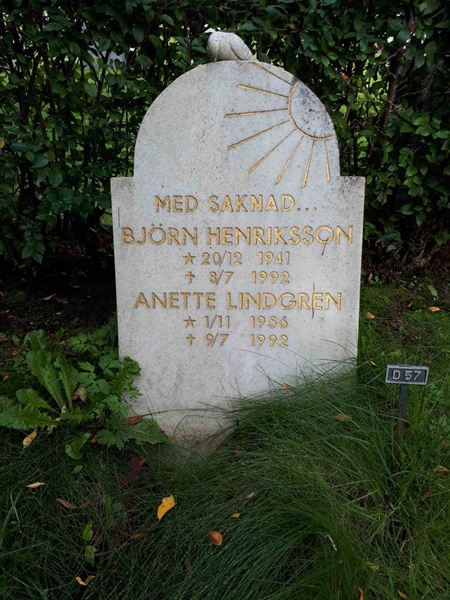 MED SAKNAD...
BJÖRN HENRIKSSON
★ 20/12 1941
✝ 8/7 1992
ANETTE LINDGREN
★ 1/11 1956
✝ 9/7 1992
D 57